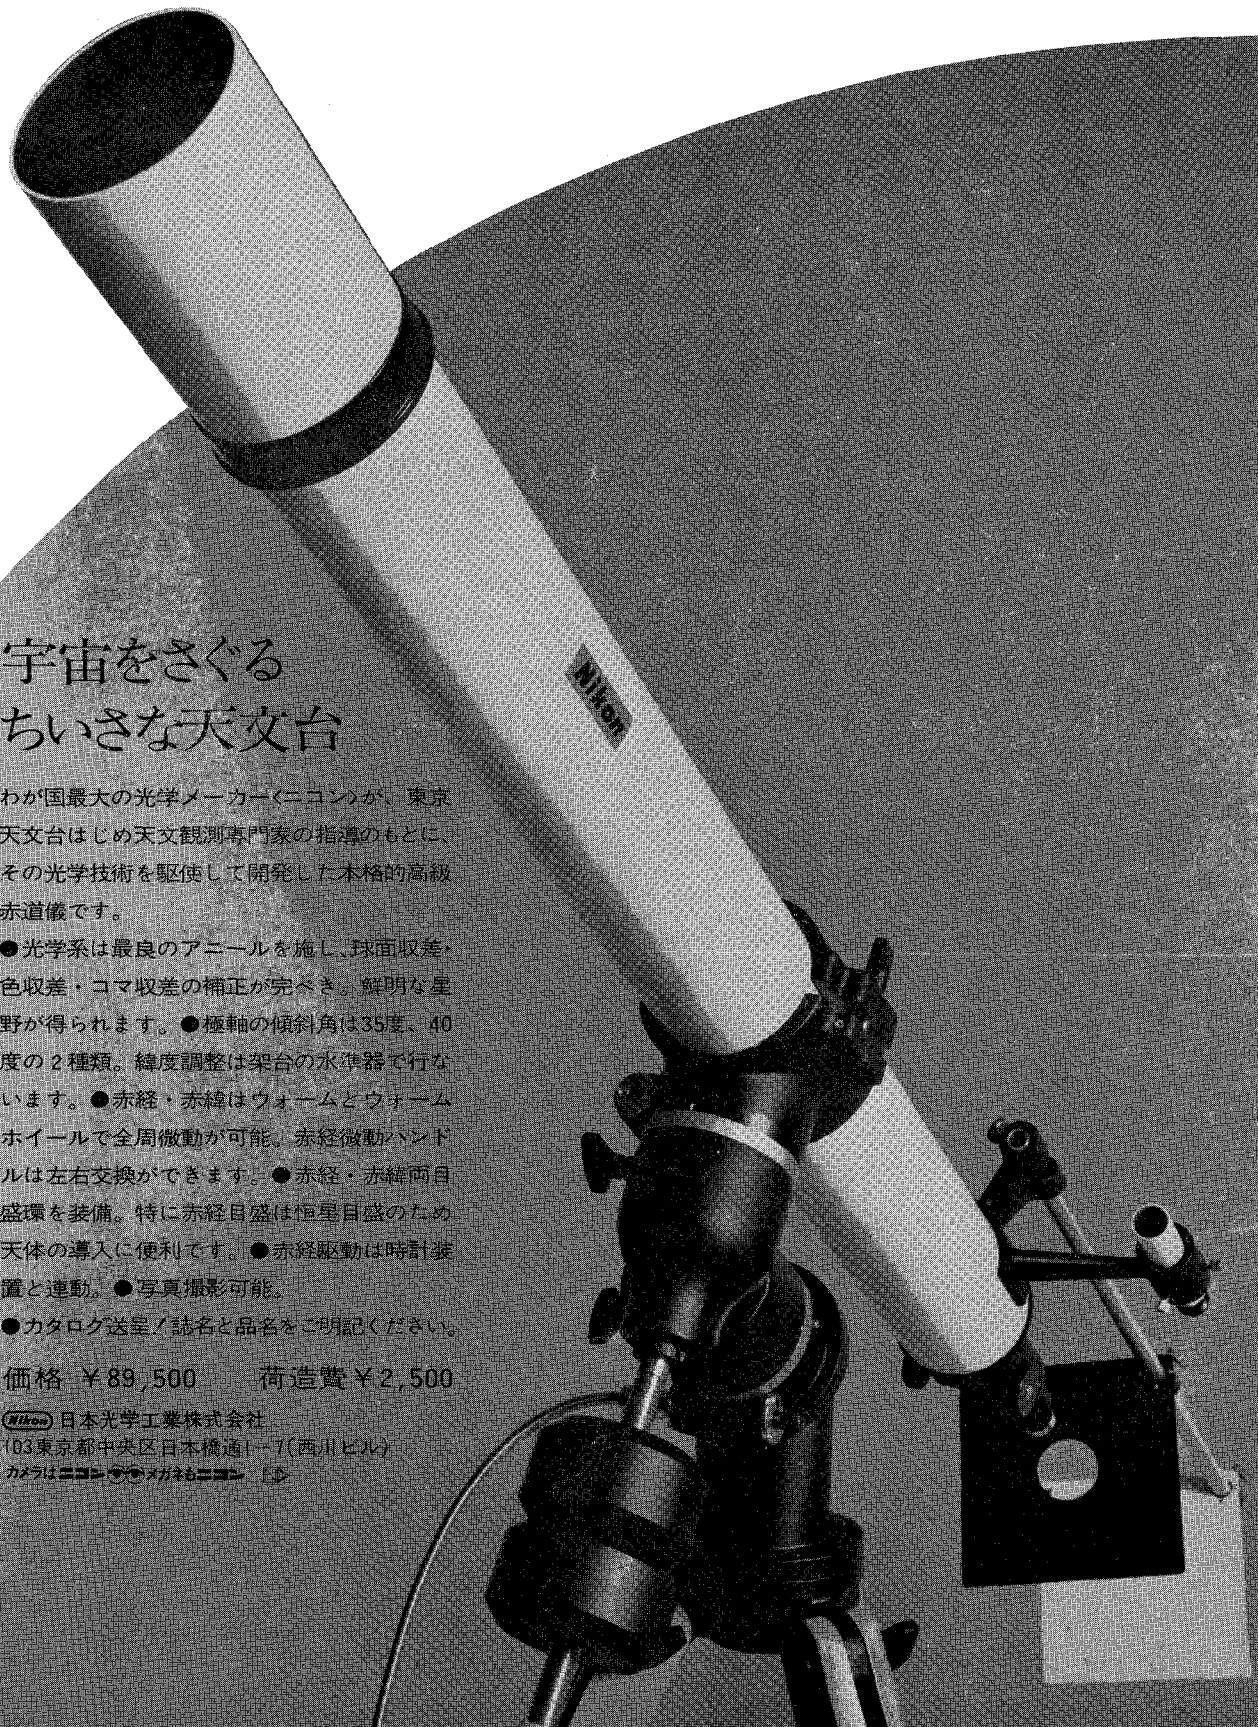 Nikon
宇宙をさぐる
ちいさな天文台
わが国最大の光学メーカー〈ニコン〉が、東京
天文台はじめ天文観測専門家の指導のもとに、
その光学技術を駆使して開発した本格的高級
赤道儀です。
●光学系は最良のアニールを施し、球面収差・
色収差・コマ収差の補正が完ぺき。鮮明な星
野が得られます。●極軸の傾斜角は35度、40
度の2種類。緯度調整は架台の水準器で行な
います。●赤経・赤緯はウォームとウォーム
ホイールで全周微動が可能。赤経微動ハンド
ルは左右交換ができます。●赤経・赤緯両目
盛環を装備。特に赤経目盛は恒星目盛のため
天体の導入に便利です。●赤経駆動は時計装
置と連動。●写真撮影可能。
●カタログ送呈／誌名と品名をご明記ください。
価格 ￥89,500 荷造費￥2,500
Nikon 日本光学工業株式会社
103東京都中央区日本橋通1-7(西川ビル)
カメラはニコン メガネもニコン